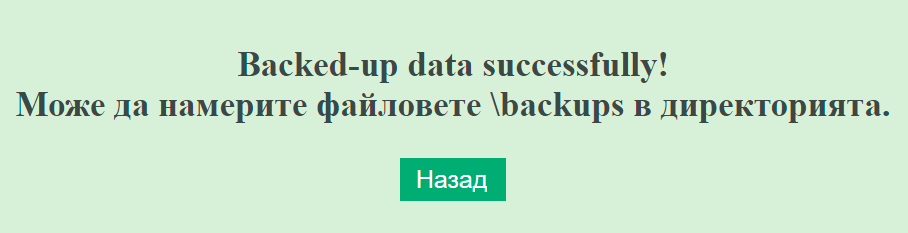 Backed-up data successfully!
Може да намерите файловете \backups в директорията.
Назад